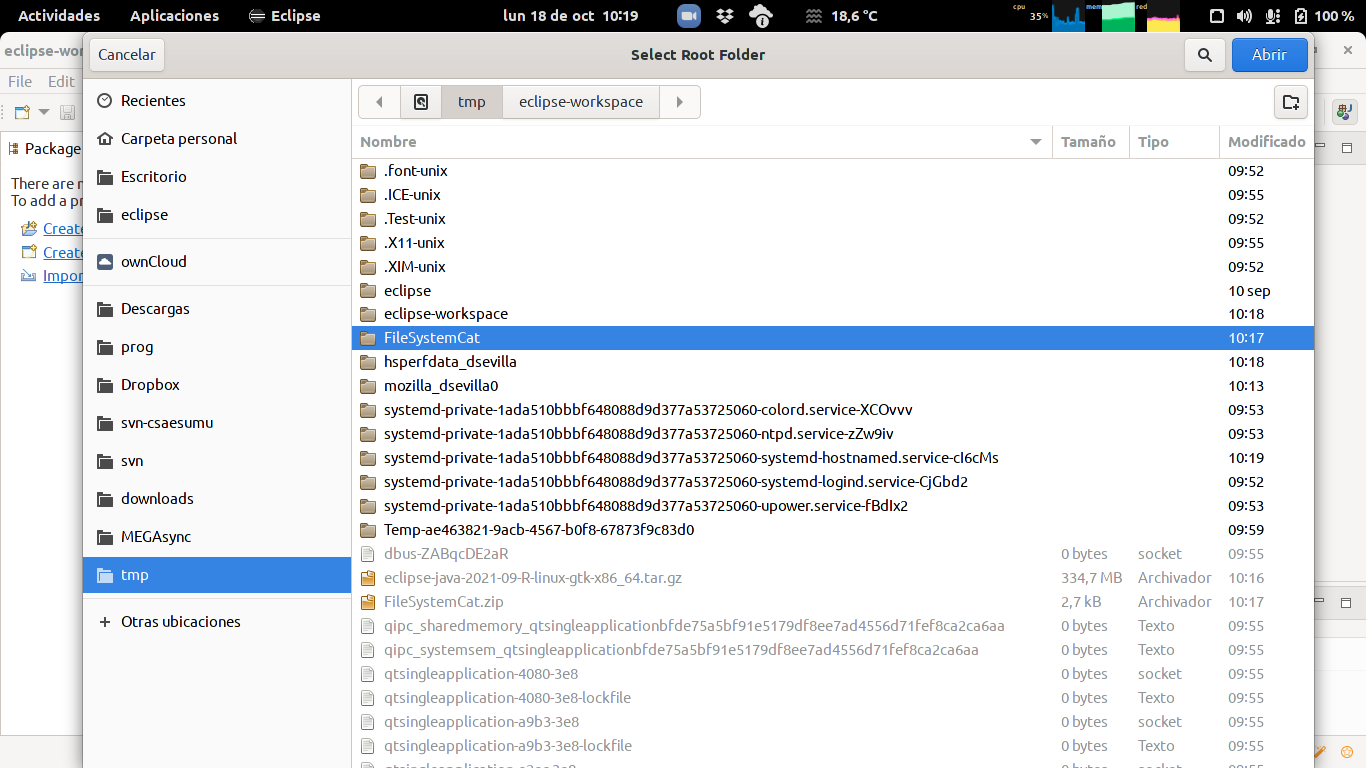 Actividades Aplicaciones Eclipse lun 18 de oct 10:19 18,6 °C cpu 35% mem red 100 %
eclipse-wo
Cancelar Select Root Folder Abrir
File Edit
Recientes tmp eclipse-workspace
Carpeta personal
Nombre Tamaño Tipo Modificado
Package
There are
To add a
Create
Create
Impor
Escritorio
eclipse
ownCloud
Descargas
prog
Dropbox
svn-csaesumu
svn
downloads
MEGAsync
tmp
Otras ubicaciones
.font-unix 09:52
.ICE-unix 09:55
.Test-unix 09:52
.X11-unix 09:55
.XIM-unix 09:52
eclipse 10 sep
eclipse-workspace 10:18
FileSystemCat 10:17
hsperfdata_dsevilla 10:18
mozilla_dsevilla0 10:13
systemd-private-1ada510bbbf648088d9d377a53725060-colord.service-XCOvvv 09:53
systemd-private-1ada510bbbf648088d9d377a53725060-ntpd.service-zZw9iv 09:53
systemd-private-1ada510bbbf648088d9d377a53725060-systemd-hostnamed.service-cI6cMs 10:19
systemd-private-1ada510bbbf648088d9d377a53725060-systemd-logind.service-CjGbd2 09:52
systemd-private-1ada510bbbf648088d9d377a53725060-upower.service-fBdIx2 09:53
Temp-ae463821-9acb-4567-b0f8-67873f9c83d0 09:59
dbus-ZABqcDE2aR 0 bytes socket 09:55
eclipse-java-2021-09-R-linux-gtk-x86_64.tar.gz 334,7 MB Archivador 10:16
FileSystemCat.zip 2,7 kB Archivador 10:17
qipc_sharedmemory_qtsingleapplicationbfde75a5bf91e5179df8ee7ad4556d71fef8ca2ca6aa 0 bytes Texto 09:55
qipc_systemsem_qtsingleapplicationbfde75a5bf91e5179df8ee7ad4556d71fef8ca2ca6aa 0 bytes Texto 09:55
qtsingleapplication-4080-3e8 0 bytes socket 09:55
qtsingleapplication-4080-3e8-lockfile 0 bytes Texto 09:55
qtsingleapplication-a9b3-3e8 0 bytes socket 09:55
qtsingleapplication-a9b3-3e8-lockfile 0 bytes Texto 09:55